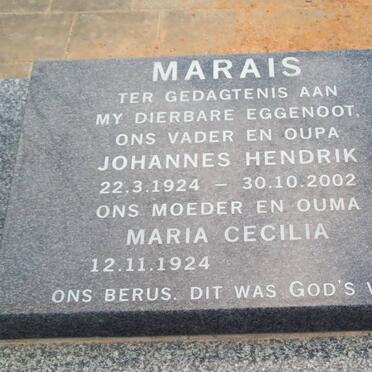 MARAIS
TER GEDAGTENIS AAN
MY DIERBARE EGGENOOT,
ONS VADER EN OUPA
JOHANNES HENDRIK
22.3.1924 – 30.10.2002
ONS MOEDER EN OUMA
MARIA CECILIA
12.11.1924
ONS BERUS. DIT WAS GOD'S